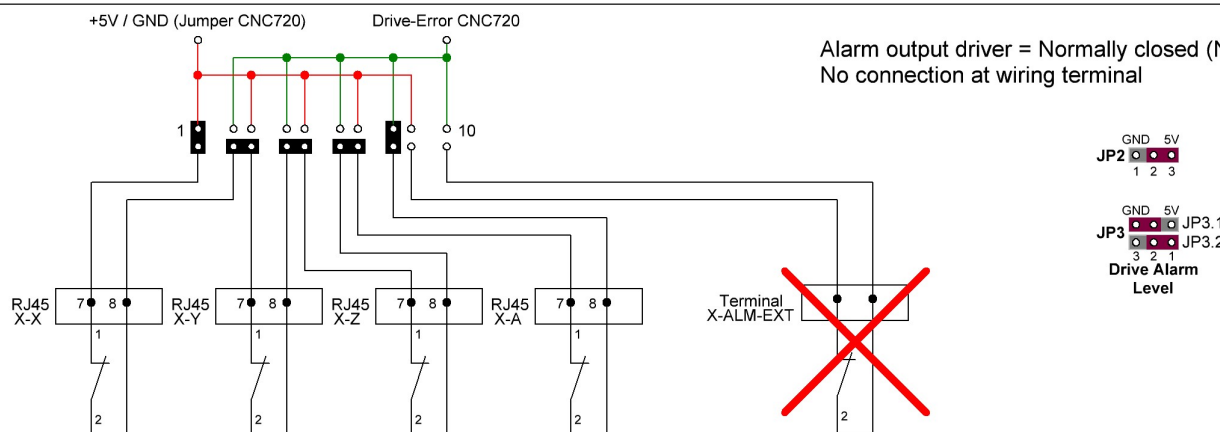 +5V / GND (Jumper CNC720)
Drive-Error CNC720
Alarm output driver = Normally closed (N
No connection at wiring terminal
1
10
GND 5V
JP2
1 2 3
GND 5V
JP3
JP3.1
JP3.2
3 2 1
Drive Alarm
Level
RJ45
X-X
7 8
1
2
RJ45
X-Y
7 8
1
2
RJ45
X-Z
7 8
1
2
RJ45
X-A
7 8
1
2
Terminal
X-ALM-EXT
2